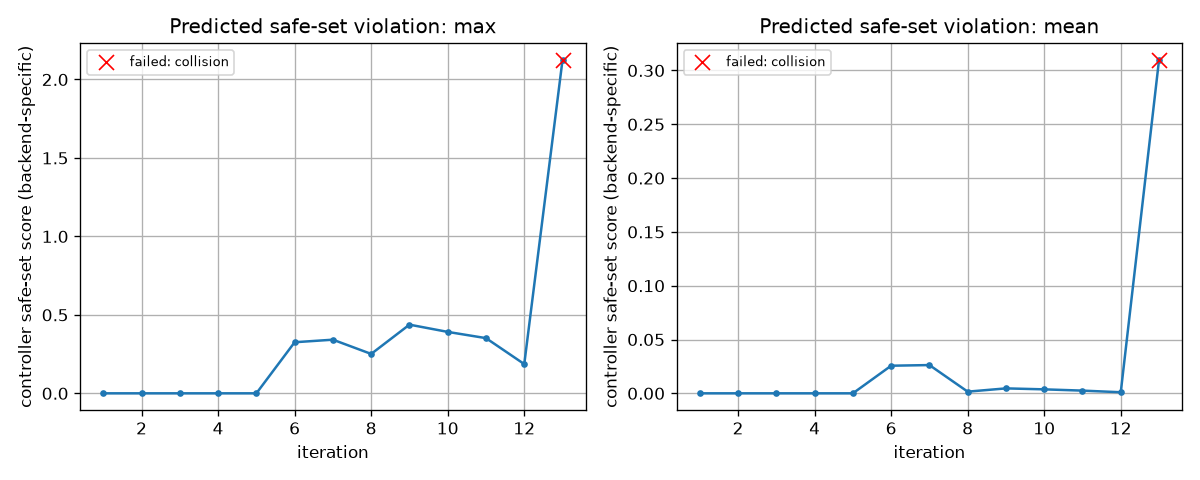 Predicted safe-set violation: max
controller safe-set score (backend-specific)
failed: collision
2.0
1.5
1.0
0.5
0.0
2 4 6 8 10 12
iteration
Predicted safe-set violation: mean
controller safe-set score (backend-specific)
failed: collision
0.30
0.25
0.20
0.15
0.10
0.05
0.00
2 4 6 8 10 12
iteration